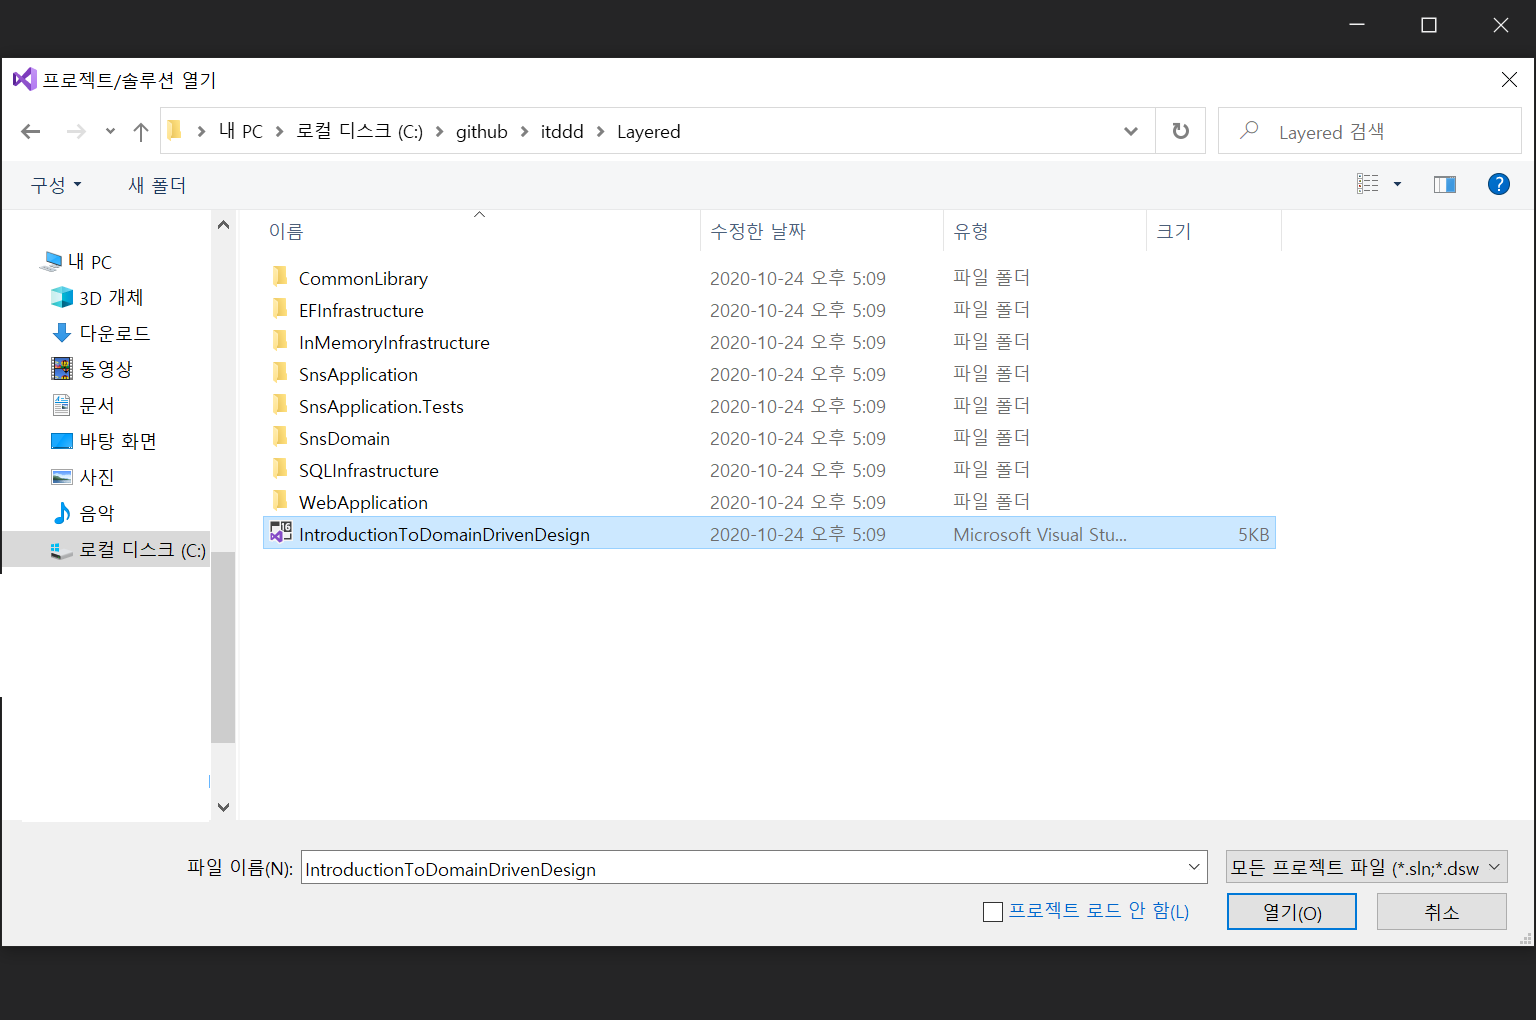 프로젝트/솔루션 열기
내 PC > 로컬 디스크 (C:) > github > itddd > Layered
Layered 검색
구성 새 폴더
이름 수정한 날짜 유형 크기
내 PC
3D 개체
다운로드
동영상
문서
바탕 화면
사진
음악
로컬 디스크 (C:)
CommonLibrary 2020-10-24 오후 5:09 파일 폴더
EFInfrastructure 2020-10-24 오후 5:09 파일 폴더
InMemoryInfrastructure 2020-10-24 오후 5:09 파일 폴더
SnsApplication 2020-10-24 오후 5:09 파일 폴더
SnsApplication.Tests 2020-10-24 오후 5:09 파일 폴더
SnsDomain 2020-10-24 오후 5:09 파일 폴더
SQLInfrastructure 2020-10-24 오후 5:09 파일 폴더
WebApplication 2020-10-24 오후 5:09 파일 폴더
IntroductionToDomainDrivenDesign 2020-10-24 오후 5:09 Microsoft Visual Stu... 5KB
파일 이름(N): IntroductionToDomainDrivenDesign 모든 프로젝트 파일 (*.sln;*.dsw
프로젝트 로드 안 함(L) 열기(O) 취소